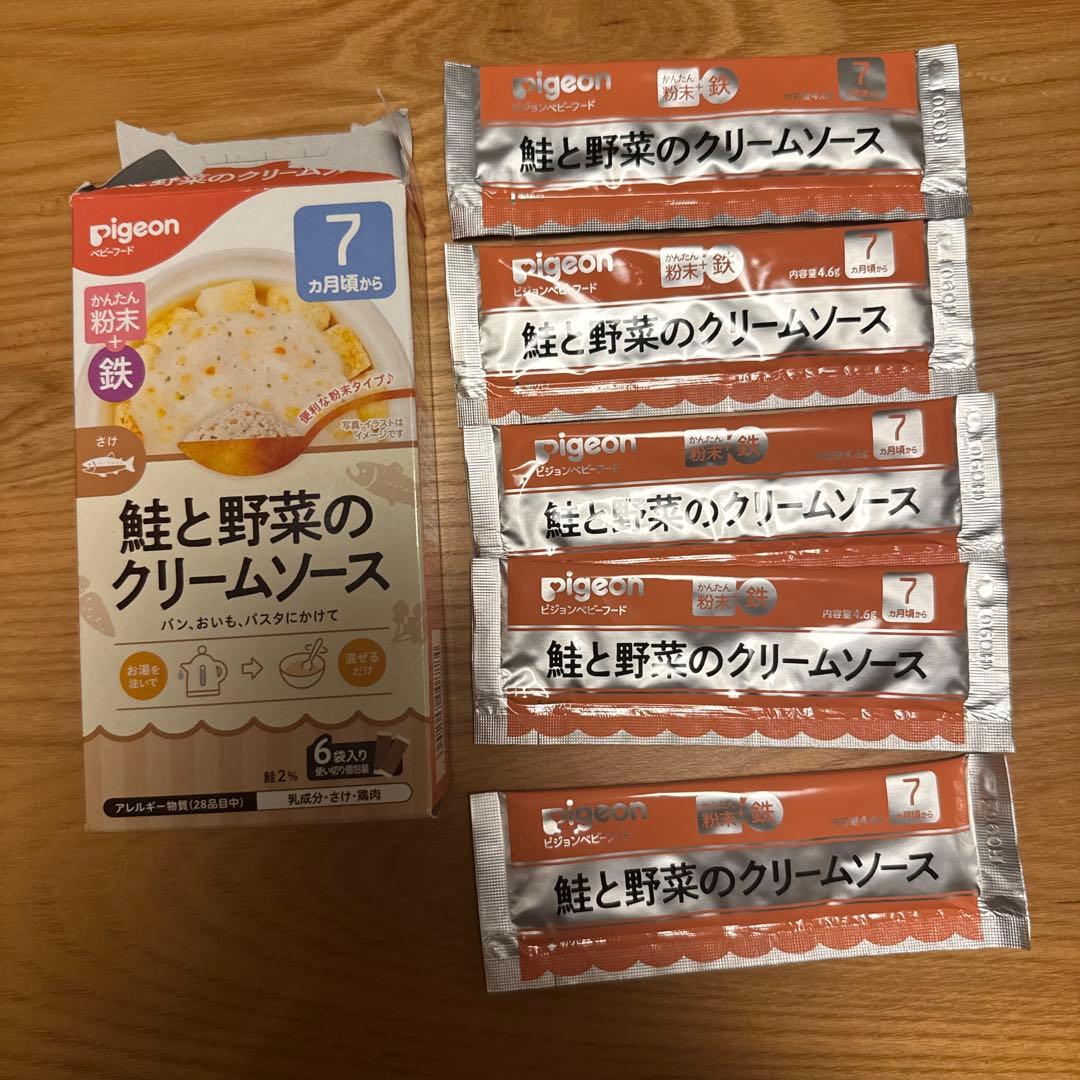 鮭と野菜のクリームソース
pigeon
ベビーフード
7
カ月頃から
かんたん
粉末
+
鉄
便利な粉末タイプ♪
写真・イラストは
イメージです
さけ
鮭と野菜の
クリームソース
パン、おいも、パスタにかけて
お湯を
注いで
混ぜる
だけ
鮭2%
6袋入り
使い切り個包装
アレルギー物質(28品目中)
乳成分・さけ・鶏肉
pigeon
ピジョンベビーフード
かんたん
粉末+鉄
7
鮭と野菜のクリームソース
pigeon
ピジョンベビーフード
かんたん
粉末+鉄
内容量4.6g
7
カ月頃から
鮭と野菜のクリームソース
pigeon
ピジョンベビーフード
かんたん
粉末+鉄
内容量4.6g
7
カ月頃から
鮭と野菜のクリームソース
pigeon
ピジョンベビーフード
かんたん
粉末+鉄
内容量4.6g
7
カ月頃から
鮭と野菜のクリームソース
pigeon
ピジョンベビーフード
かんたん
粉末+鉄
7
カ月頃から
鮭と野菜のクリームソース